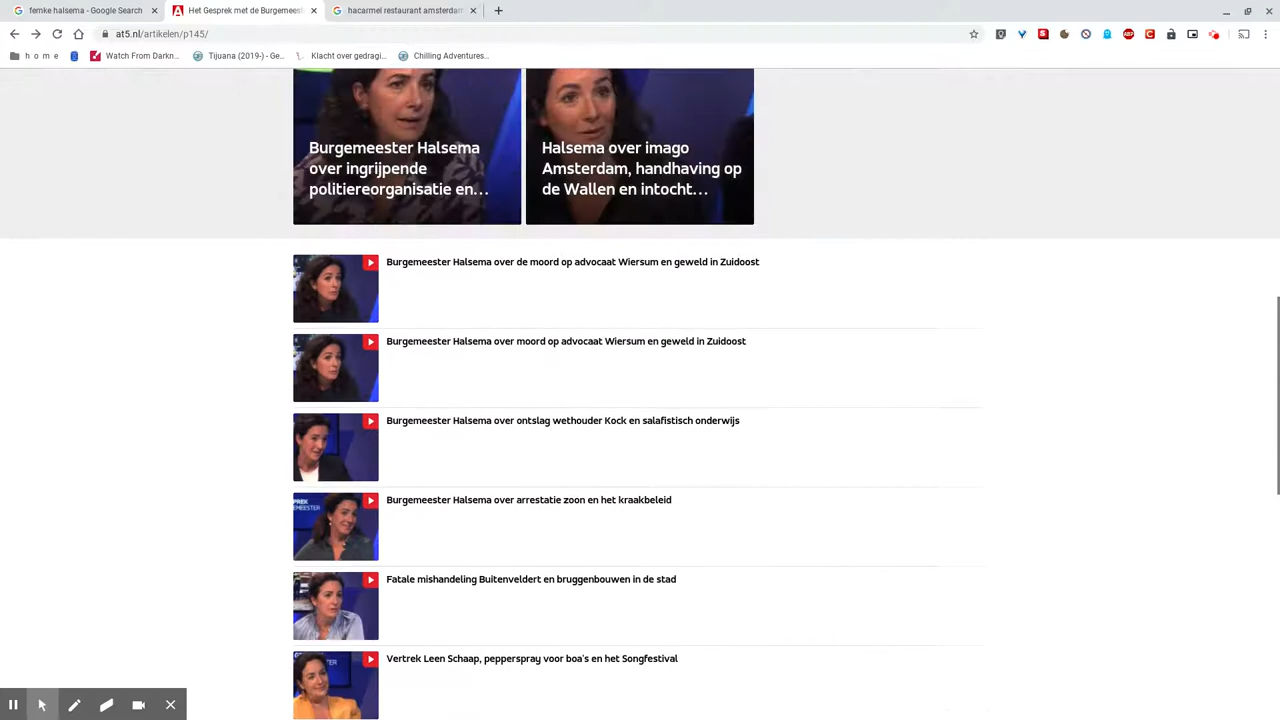 femke halsema - Google Search
Het Gesprek met de Burgemeest
hacarmel restaurant amsterdam
at5.nl/artikelen/p145/
h o m e
Watch From Darkn...
Tijuana (2019-) - Ge...
Klacht over gedragi...
Chilling Adventures...
Burgemeester Halsema
over ingrijpende
politiereorganisatie en...
Halsema over imago
Amsterdam, handhaving op
de Wallen en intocht...
Burgemeester Halsema over de moord op advocaat Wiersum en geweld in Zuidoost
Burgemeester Halsema over moord op advocaat Wiersum en geweld in Zuidoost
Burgemeester Halsema over ontslag wethouder Kock en salafistisch onderwijs
Burgemeester Halsema over arrestatie zoon en het kraakbeleid
Fatale mishandeling Buitenveldert en bruggenbouwen in de stad
Vertrek Leen Schaap, pepperspray voor boa's en het Songfestival